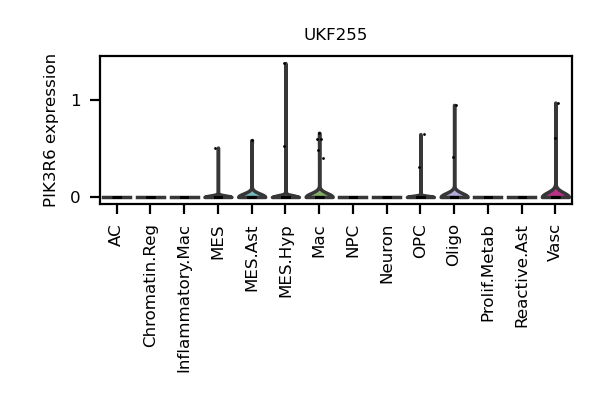 UKF255
PIK3R6 expression
1
0
AC
Chromatin.Reg
Inflammatory.Mac
MES
MES.Ast
MES.Hyp
Mac
NPC
Neuron
OPC
Oligo
Prolif.Metab
Reactive.Ast
Vasc